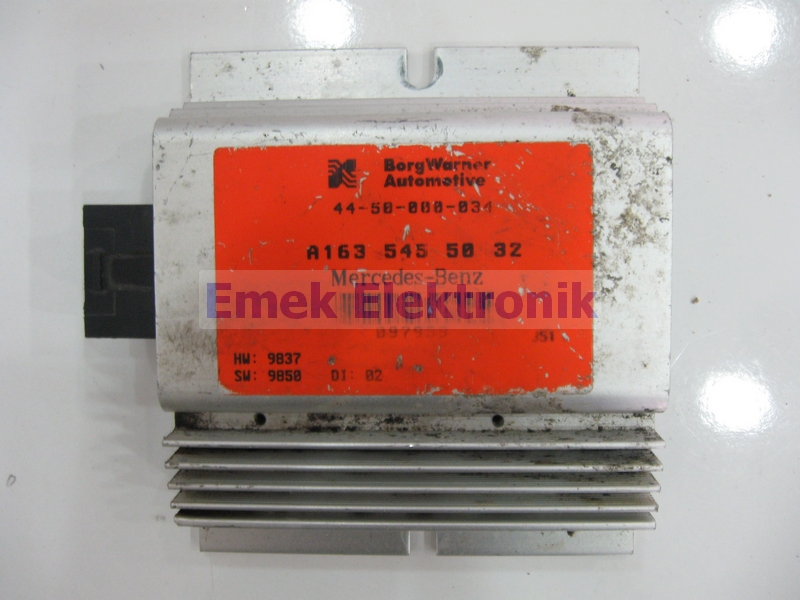 BorgWarner
Automotive
44-50-000-034
A163 545 50 32
Mercedes-Benz
Emek Elektronik
HW: 9837
SW: 9850 DI: 02